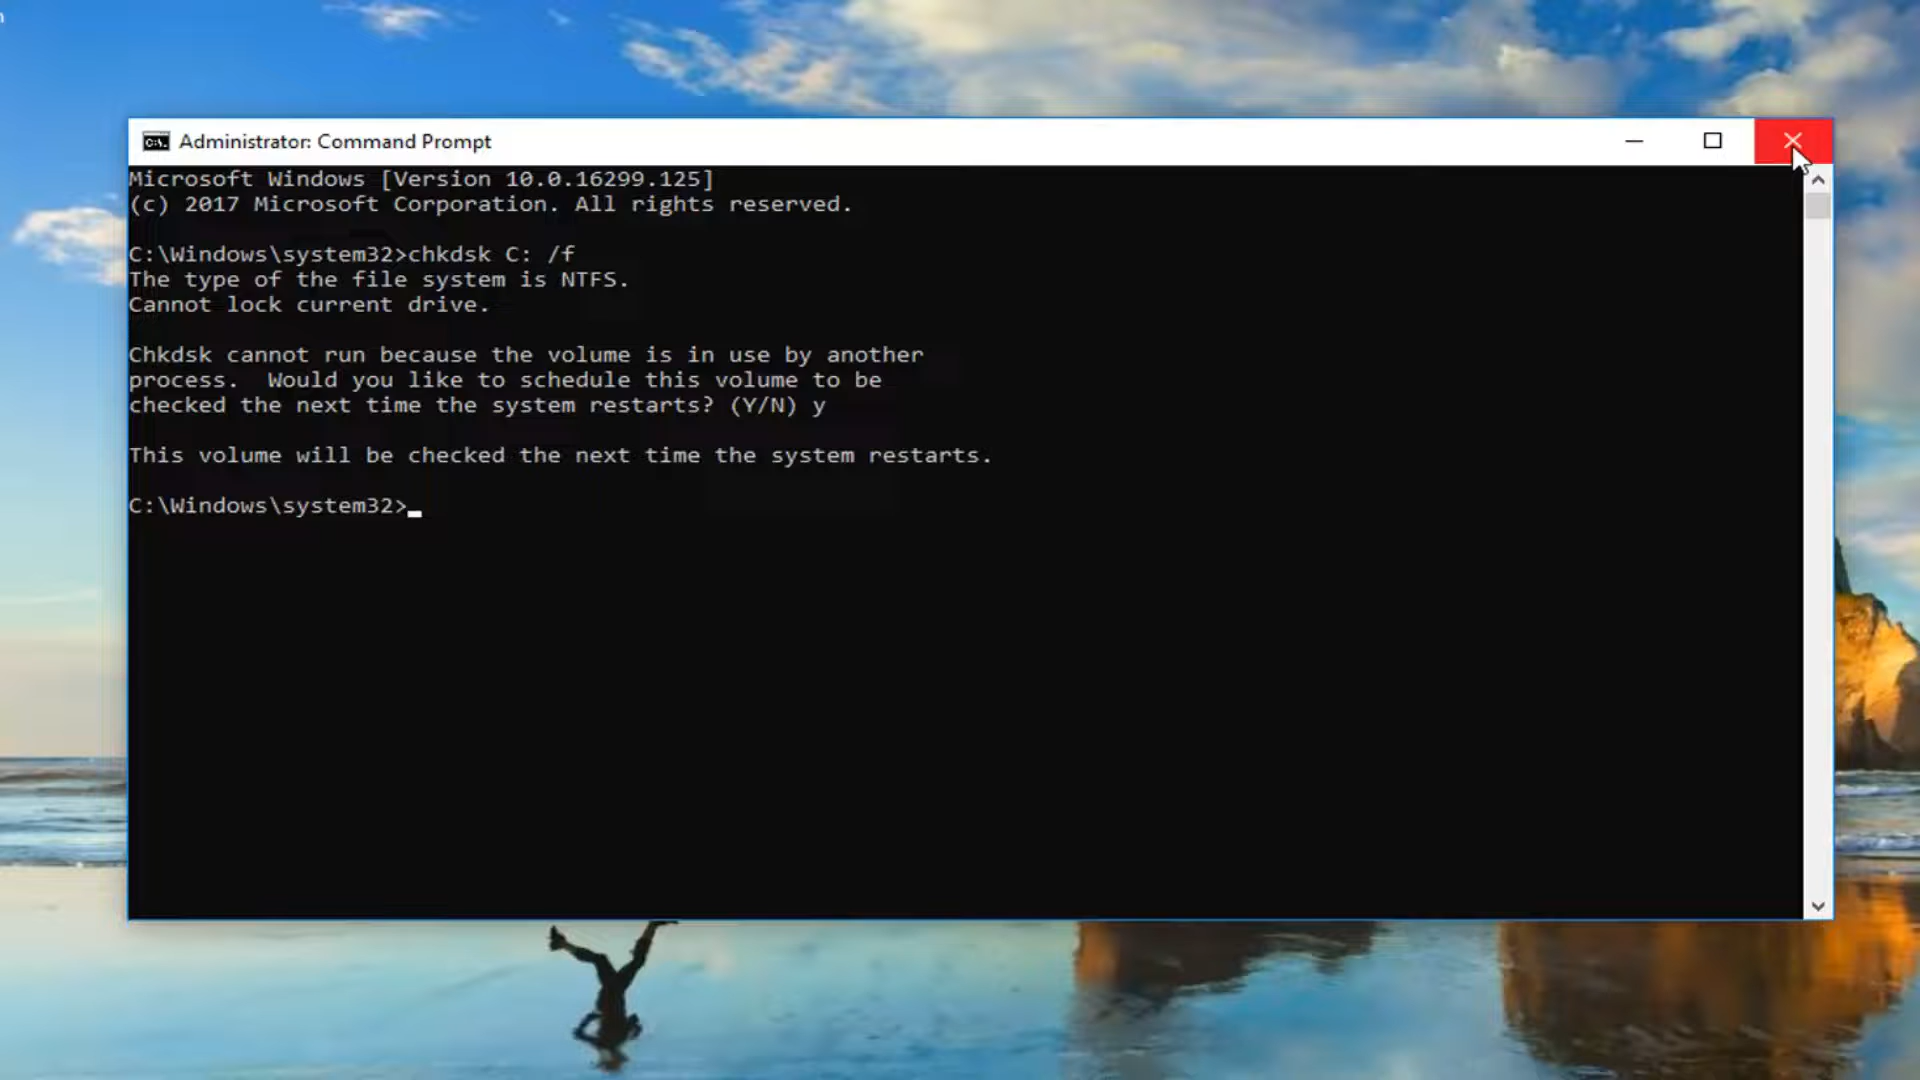 Administrator: Command Prompt
Microsoft Windows [Version 10.0.16299.125]
(c) 2017 Microsoft Corporation. All rights reserved.
C:\Windows\system32>chkdsk C: /f
The type of the file system is NTFS.
Cannot lock current drive.
Chkdsk cannot run because the volume is in use by another
process.  Would you like to schedule this volume to be
checked the next time the system restarts? (Y/N) y
This volume will be checked the next time the system restarts.
C:\Windows\system32>